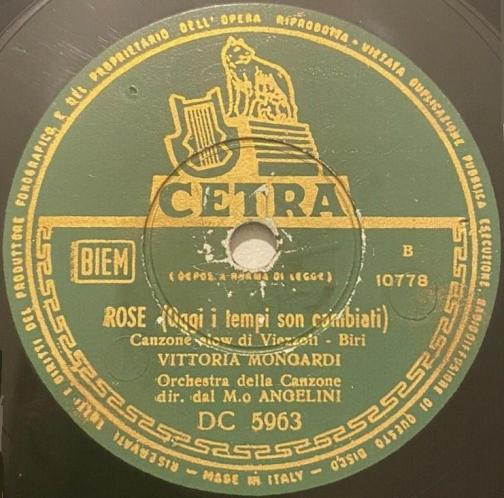 RISERVATI TUTTI I DIRITTI DEL PRODUTTORE FONOGRAFICO E DEL PROPRIETARIO DELL'OPERA RIPRODOTTA - VIETATA DUPLICAZIONE PUBBLICA ESECUZIONE RADIODIFFUSIONE DI QUESTO DISCO
CETRA
BIEM
(DEPOS. A NORMA DI LEGGE)
B
10778
ROSE (Oggi i tempi son cambiati)
Canzone slow di Viezzoli - Biri
VITTORIA MONGARDI
Orchestra della Canzone
dir. dal M.o ANGELINI
DC 5963
MADE IN ITALY